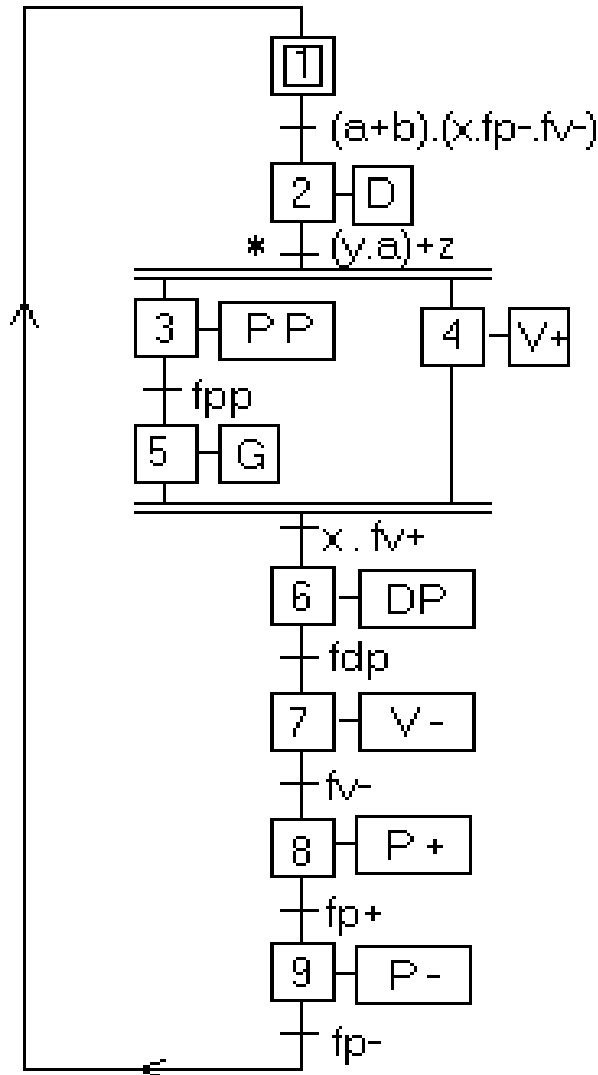 1
(a+b).(x.fp-.fv-)
2 D
* (y.a)+z
3 PP 4 V+
fpp
5 G
x . fv+
6 DP
fdp
7 V-
fv-
8 P+
fp+
9 P-
fp-